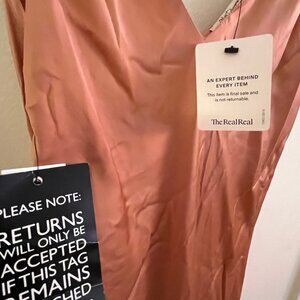 AN EXPERT BEHIND
EVERY ITEM
This item is final sale and
is not returnable.
TheRealReal
PLEASE NOTE:
RETURNS
WILL ONLY BE
ACCEPTED
IF THIS TAG
REMAINS